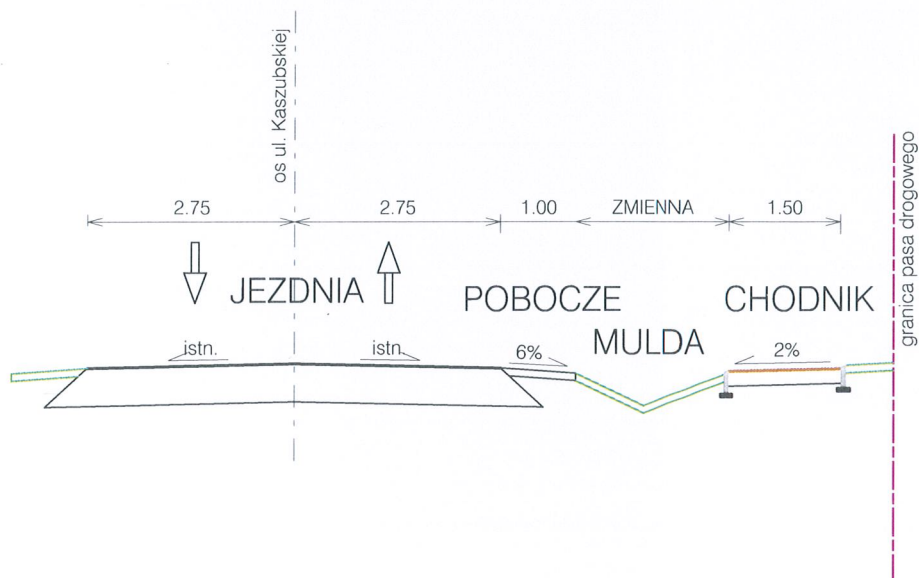 os ul. Kaszubskiej
granica pasa drogowego
2.75 2.75 1.00 ZMIENNA 1.50
JEZDNIA POBOCZE CHODNIK
MULDA
istn. istn. 6% 2%